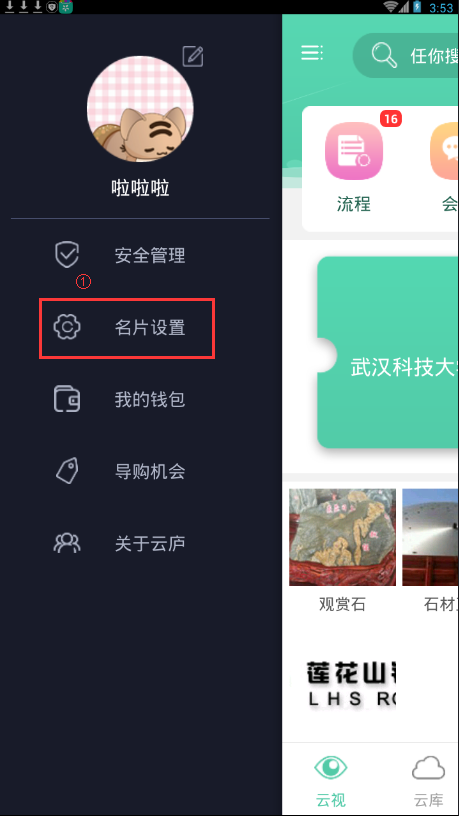 3:53
啦啦啦
安全管理
①
名片设置
我的钱包
导购机会
关于云庐
任你搜
16
流程
会
武汉科技大
观赏石
石材
莲花山
LHS RO
云视
云库